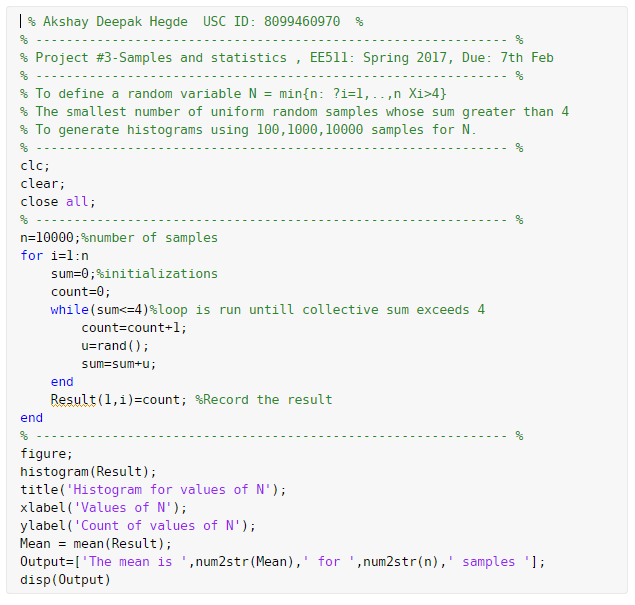 % Akshay Deepak Hegde  USC ID: 8099460970  %
% -------------------------------------------------------------- %
% Project #3-Samples and statistics , EE511: Spring 2017, Due: 7th Feb
% -------------------------------------------------------------- %
% To define a random variable N = min{n: ?i=1,..,n Xi>4}
% The smallest number of uniform random samples whose sum greater than 4
% To generate histograms using 100,1000,10000 samples for N.
% -------------------------------------------------------------- %
clc;
clear;
close all;
% -------------------------------------------------------------- %
n=10000;%number of samples
for i=1:n
    sum=0;%initializations
    count=0;
    while(sum<=4)%loop is run untill collective sum exceeds 4
        count=count+1;
        u=rand();
        sum=sum+u;
    end
    Result(1,i)=count; %Record the result
end
% -------------------------------------------------------------- %
figure;
histogram(Result);
title('Histogram for values of N');
xlabel('Values of N');
ylabel('Count of values of N');
Mean = mean(Result);
Output=['The mean is ',num2str(Mean),' for ',num2str(n),' samples '];
disp(Output)